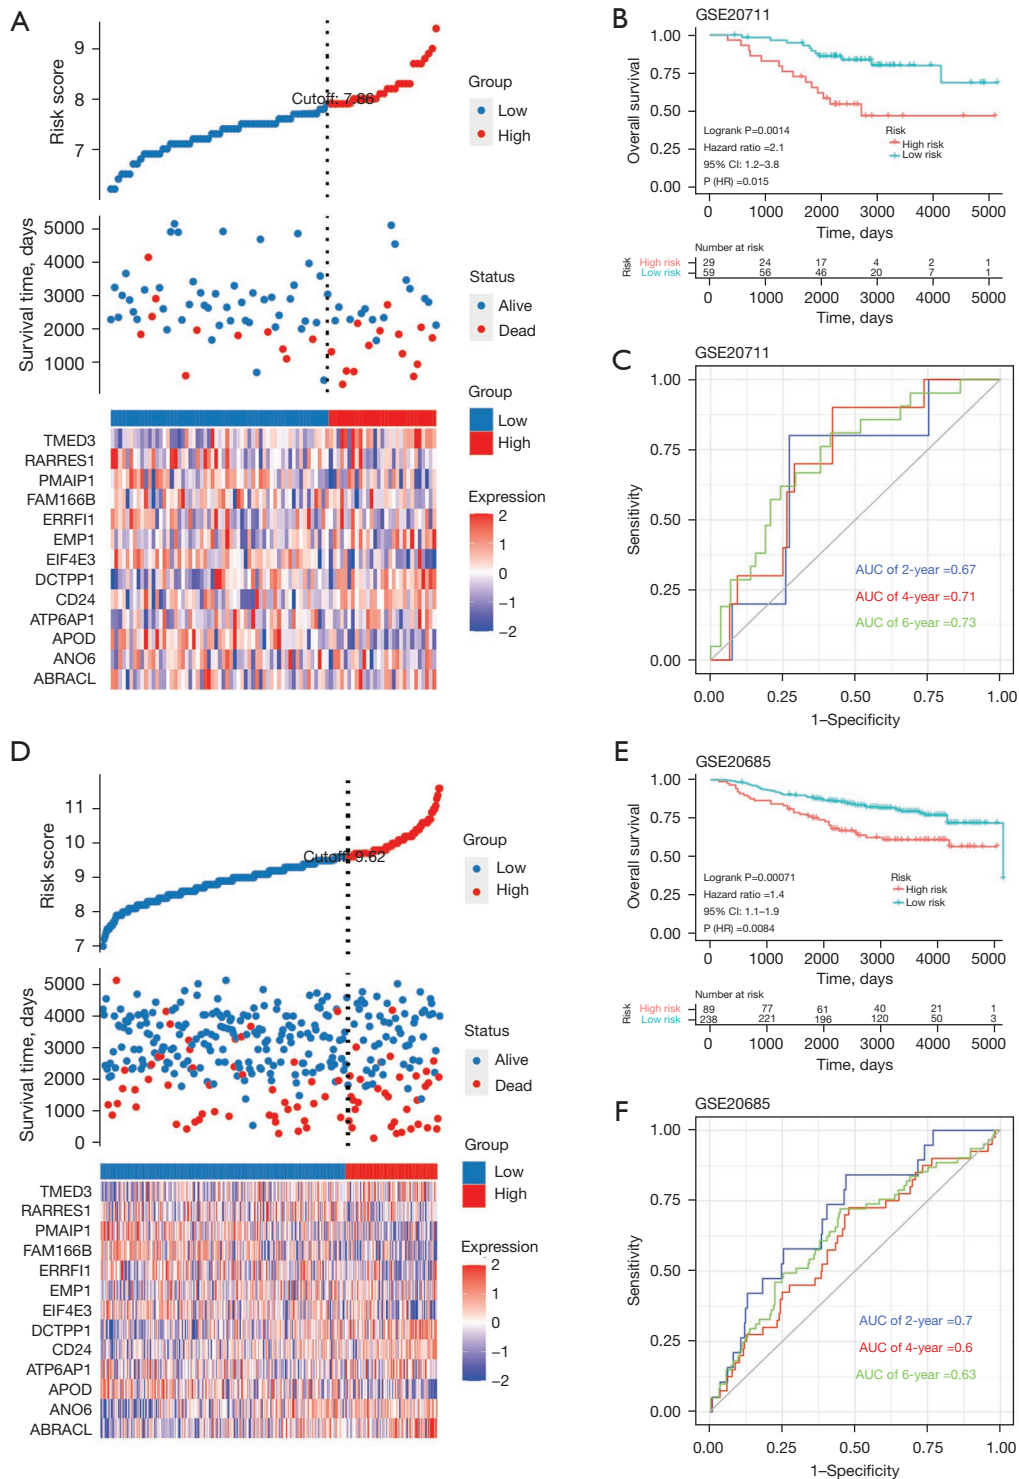 A
Risk score
9
8
7
Cutoff: 7.86
Group
Low
High
Survival time, days
5000
4000
3000
2000
1000
Status
Alive
Dead
Group
Low
High
TMED3
RARRES1
PMAIP1
FAM166B
ERRFI1
EMP1
EIF4E3
DCTPP1
CD24
ATP6AP1
APOD
ANO6
ABRACL
Expression
2
1
0
−1
−2
B
GSE20711
Overall survival
1.00
0.75
0.50
0.25
0.00
Logrank P=0.0014
Hazard ratio =2.1
95% CI: 1.2–3.8
P (HR) =0.015
Risk
High risk
Low risk
0 1000 2000 3000 4000 5000
Time, days
Number at risk
Risk
High risk 29 24 17 4 2 1
Low risk 59 56 46 20 7 1
0 1000 2000 3000 4000 5000
Time, days
C
GSE20711
Sensitivity
1.00
0.75
0.50
0.25
0.00
AUC of 2-year =0.67
AUC of 4-year =0.71
AUC of 6-year =0.73
0.00 0.25 0.50 0.75 1.00
1–Specificity
D
Risk score
11
10
9
8
7
Cutoff: 9.62
Group
Low
High
Survival time, days
5000
4000
3000
2000
1000
0
Status
Alive
Dead
Group
Low
High
TMED3
RARRES1
PMAIP1
FAM166B
ERRFI1
EMP1
EIF4E3
DCTPP1
CD24
ATP6AP1
APOD
ANO6
ABRACL
Expression
2
1
0
−1
−2
E
GSE20685
Overall survival
1.00
0.75
0.50
0.25
0.00
Logrank P=0.00071
Hazard ratio =1.4
95% CI: 1.1–1.9
P (HR) =0.0084
Risk
High risk
Low risk
0 1000 2000 3000 4000 5000
Time, days
Number at risk
Risk
High risk 89 77 61 40 21 1
Low risk 238 221 196 120 50 3
0 1000 2000 3000 4000 5000
Time, days
F
GSE20685
Sensitivity
1.00
0.75
0.50
0.25
0.00
AUC of 2-year =0.7
AUC of 4-year =0.6
AUC of 6-year =0.63
0.00 0.25 0.50 0.75 1.00
1–Specificity